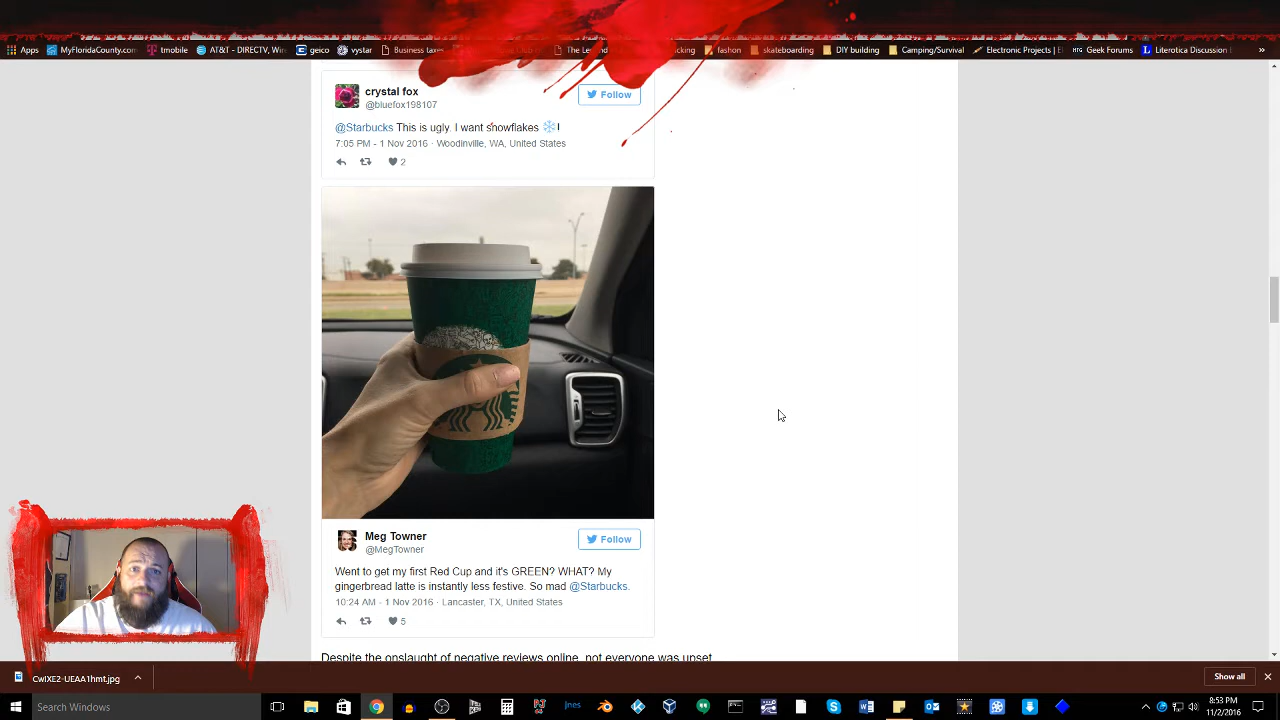 Apps MyFloridaCounty.com tmobile AT&T - DIRECTV, Win geico vystar Business taxes The Legend fashon skateboarding DIY building Camping/Survival Electronic Projects | E Geek Forums Literotica Discussion »
crystal fox
@bluefox198107
Follow
@Starbucks This is ugly. I want snowflakes ❄!
7:05 PM - 1 Nov 2016 · Woodinville, WA, United States
2
Meg Towner
@MegTowner
Follow
Went to get my first Red Cup and it's GREEN? WHAT? My
gingerbread latte is instantly less festive. So mad @Starbucks.
10:24 AM - 1 Nov 2016 · Lancaster, TX, United States
5
Despite the onslaught of negative reviews online, not everyone was upset
CwIXE2-UEAA1hmt.jpg
Show all
Search Windows
jnes
8:53 PM
11/2/2016